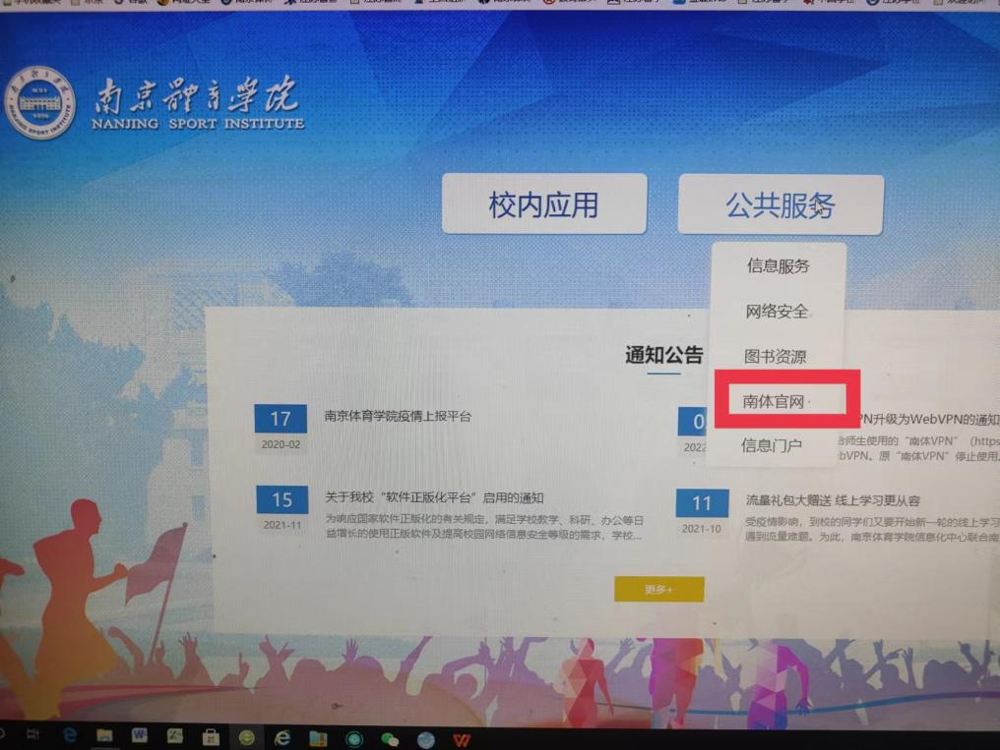 南京體育學院
NANJING SPORT INSTITUTE
校内应用
公共服务
信息服务
网络安全
图书资源
南体官网
信息门户
通知公告
17
2020-02
南京体育学院疫情上报平台
0
2022
PN升级为WebVPN的通知
师生使用的“南体VPN”（https
bVPN。原“南体VPN”停止使用
15
2021-11
关于我校“软件正版化平台”启用的通知
为响应国家软件正版化的有关规定，满足学校教学、科研、办公等日
益增长的使用正版软件及提高校园网络信息安全等级的需求，学校...
11
2021-10
流量礼包大赠送 线上学习更从容
受疫情影响，到校的同学们又要开始新一轮的线上学习
遇到流量难题。为此，南京体育学院信息化中心联合南
更多+